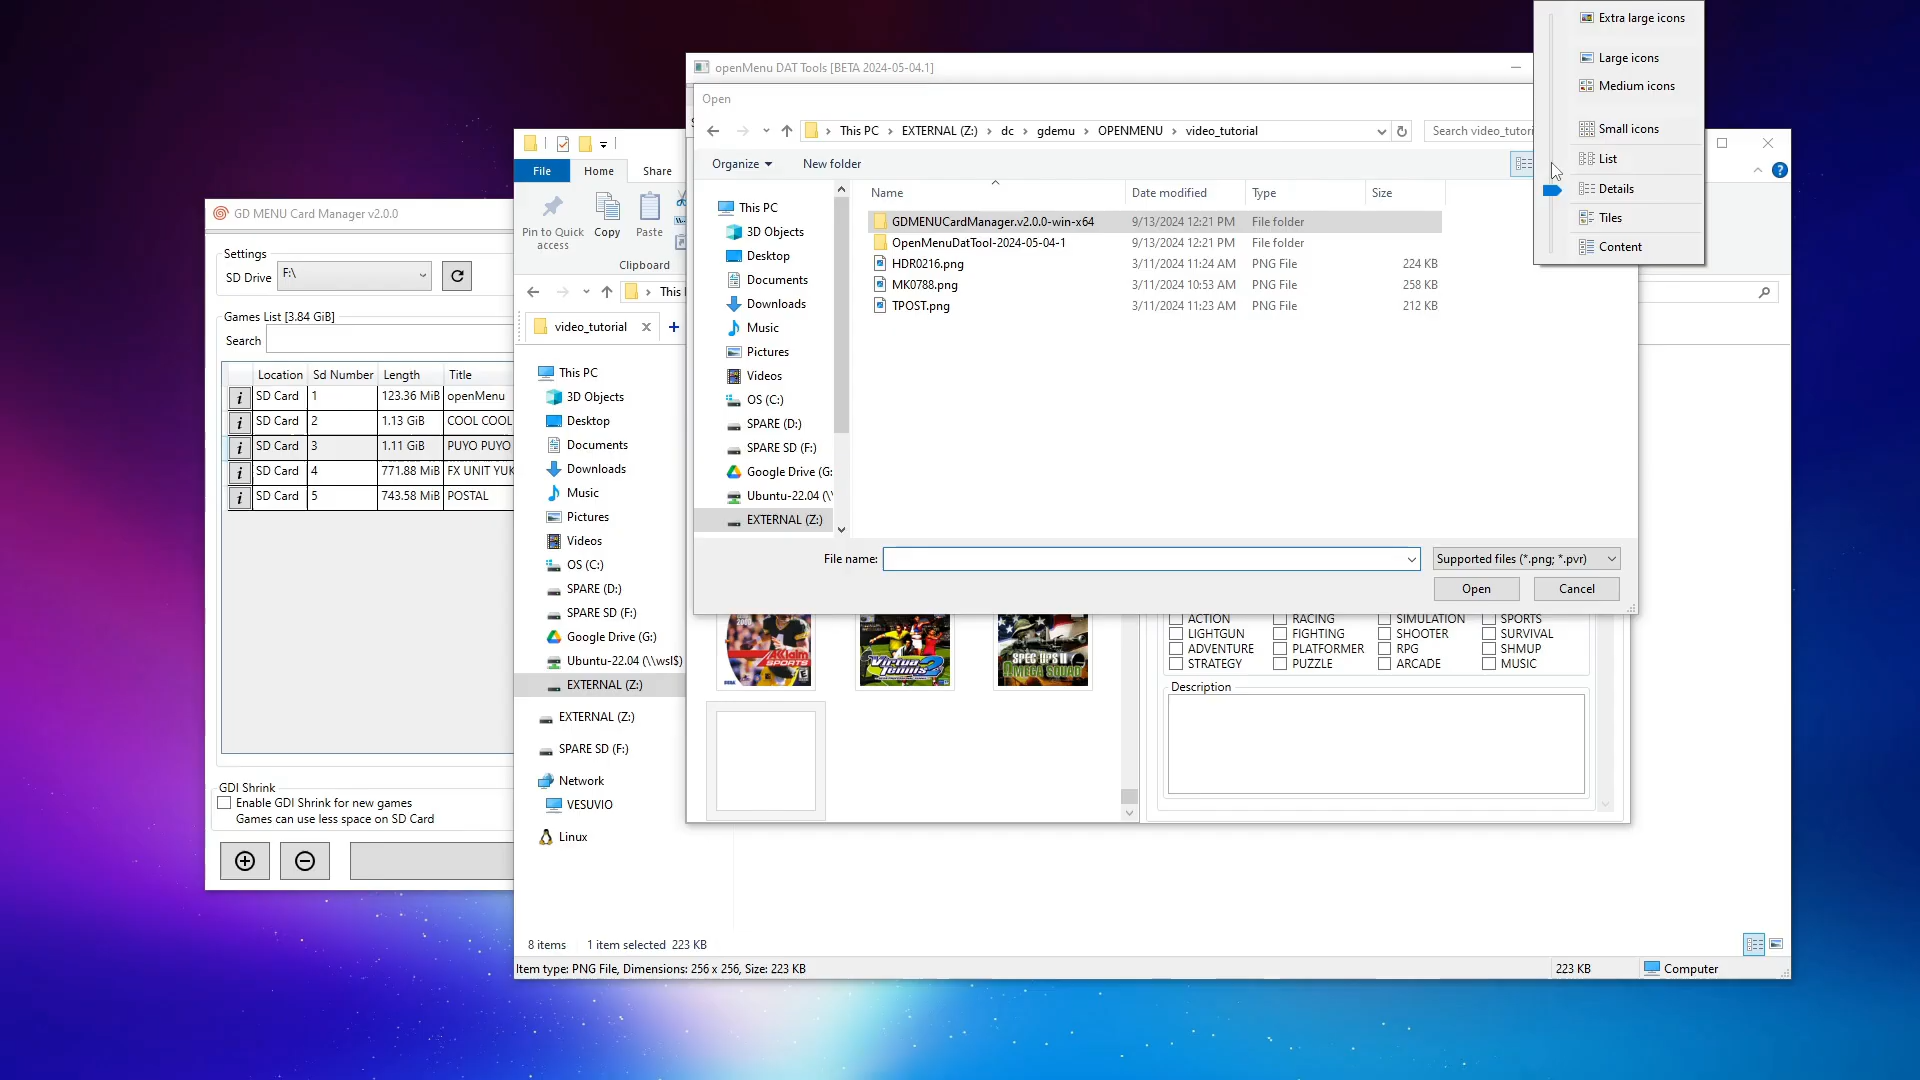 Extra large icons
Large icons
Medium icons
Small icons
List
Details
Tiles
Content
openMenu DAT Tools [BETA 2024-05-04.1]
Open
This PC > EXTERNAL (Z:) > dc > gdemu > OPENMENU > video_tutorial
Search video_tutori
Organize
New folder
Name
Date modified
Type
Size
GDMENUCardManager.v2.0.0-win-x64 9/13/2024 12:21 PM File folder
OpenMenuDatTool-2024-05-04-1 9/13/2024 12:21 PM File folder
HDR0216.png 3/11/2024 11:24 AM PNG File 224 KB
MK0788.png 3/11/2024 10:53 AM PNG File 258 KB
TPOST.png 3/11/2024 11:23 AM PNG File 212 KB
This PC
3D Objects
Desktop
Documents
Downloads
Music
Pictures
Videos
OS (C:)
SPARE (D:)
SPARE SD (F:)
Google Drive (G:
Ubuntu-22.04 (\\
EXTERNAL (Z:)
File name:
Supported files (*.png; *.pvr)
Open
Cancel
File
Home
Share
Pin to Quick
access
Copy
Paste
Clipboard
This
video_tutorial
This PC
3D Objects
Desktop
Documents
Downloads
Music
Pictures
Videos
OS (C:)
SPARE (D:)
SPARE SD (F:)
Google Drive (G:)
Ubuntu-22.04 (\\wsl$)
EXTERNAL (Z:)
EXTERNAL (Z:)
SPARE SD (F:)
Network
VESUVIO
Linux
8 items 1 item selected 223 KB
Item type: PNG File, Dimensions: 256 x 256, Size: 223 KB
223 KB
Computer
GD MENU Card Manager v2.0.0
Settings
SD Drive F:\
Games List [3.84 GiB]
Search
Location Sd Number Length Title
i SD Card 1 123.36 MiB openMenu
i SD Card 2 1.13 GiB COOL COOL
i SD Card 3 1.11 GiB PUYO PUYO
i SD Card 4 771.88 MiB FX UNIT YUK
i SD Card 5 743.58 MiB POSTAL
GDI Shrink
Enable GDI Shrink for new games
Games can use less space on SD Card
AKklaim
SPORTS
SEGA
Virtua
Tennis 2
SPEC OPS II
OMEGA SQUAD
ACTION RACING SIMULATION SPORTS
LIGHTGUN FIGHTING SHOOTER SURVIVAL
ADVENTURE PLATFORMER RPG SHMUP
STRATEGY PUZZLE ARCADE MUSIC
Description